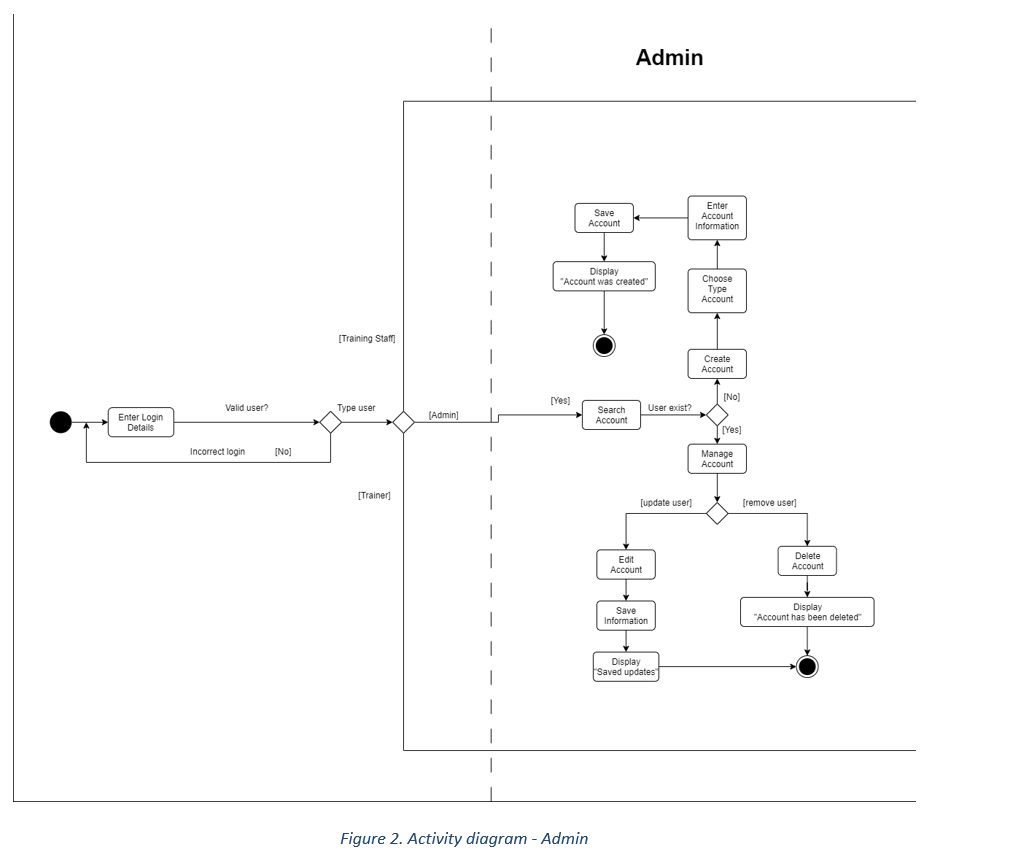 Admin
Enter
Account
Information
Save
Account
Choose
Type
Account
Display
"Account was created"
[Training Staff]
Create
Account
[No]
Valid user?
Type user
[Admin]
[Yes]
Search
Account
User exist?
Enter Login
Details
[Yes]
Incorrect login
[No]
Manage
Account
[Trainer]
[update user]
[remove user]
Edit
Account
Delete
Account
Save
Information
Display
"Account has been deleted"
Display
"Saved updates"
Figure 2. Activity diagram - Admin